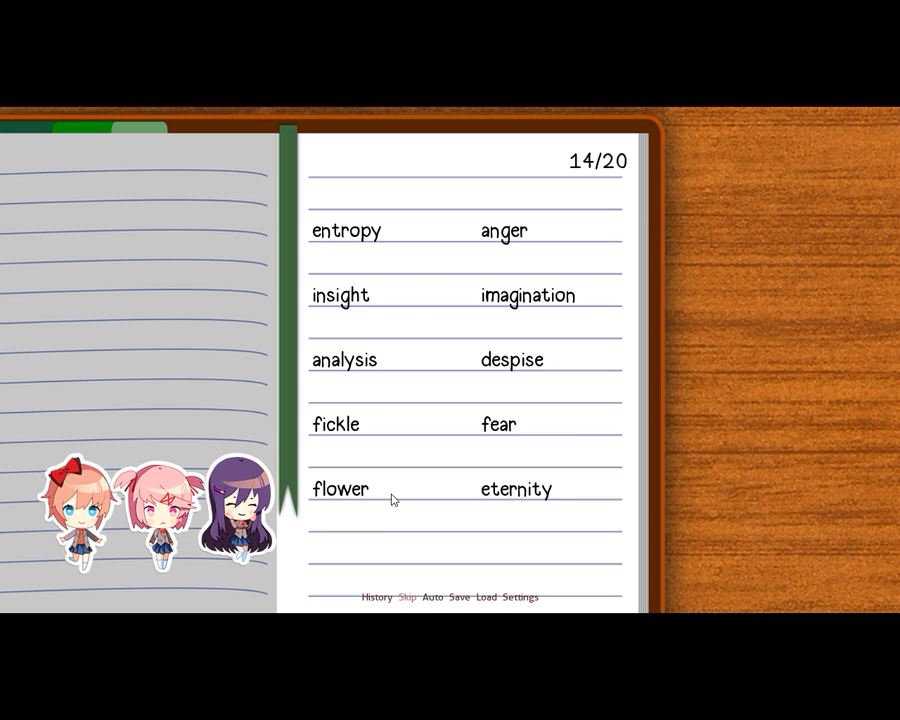 14/20
entropy anger
insight imagination
analysis despise
fickle fear
flower eternity
History Skip Auto Save Load Settings